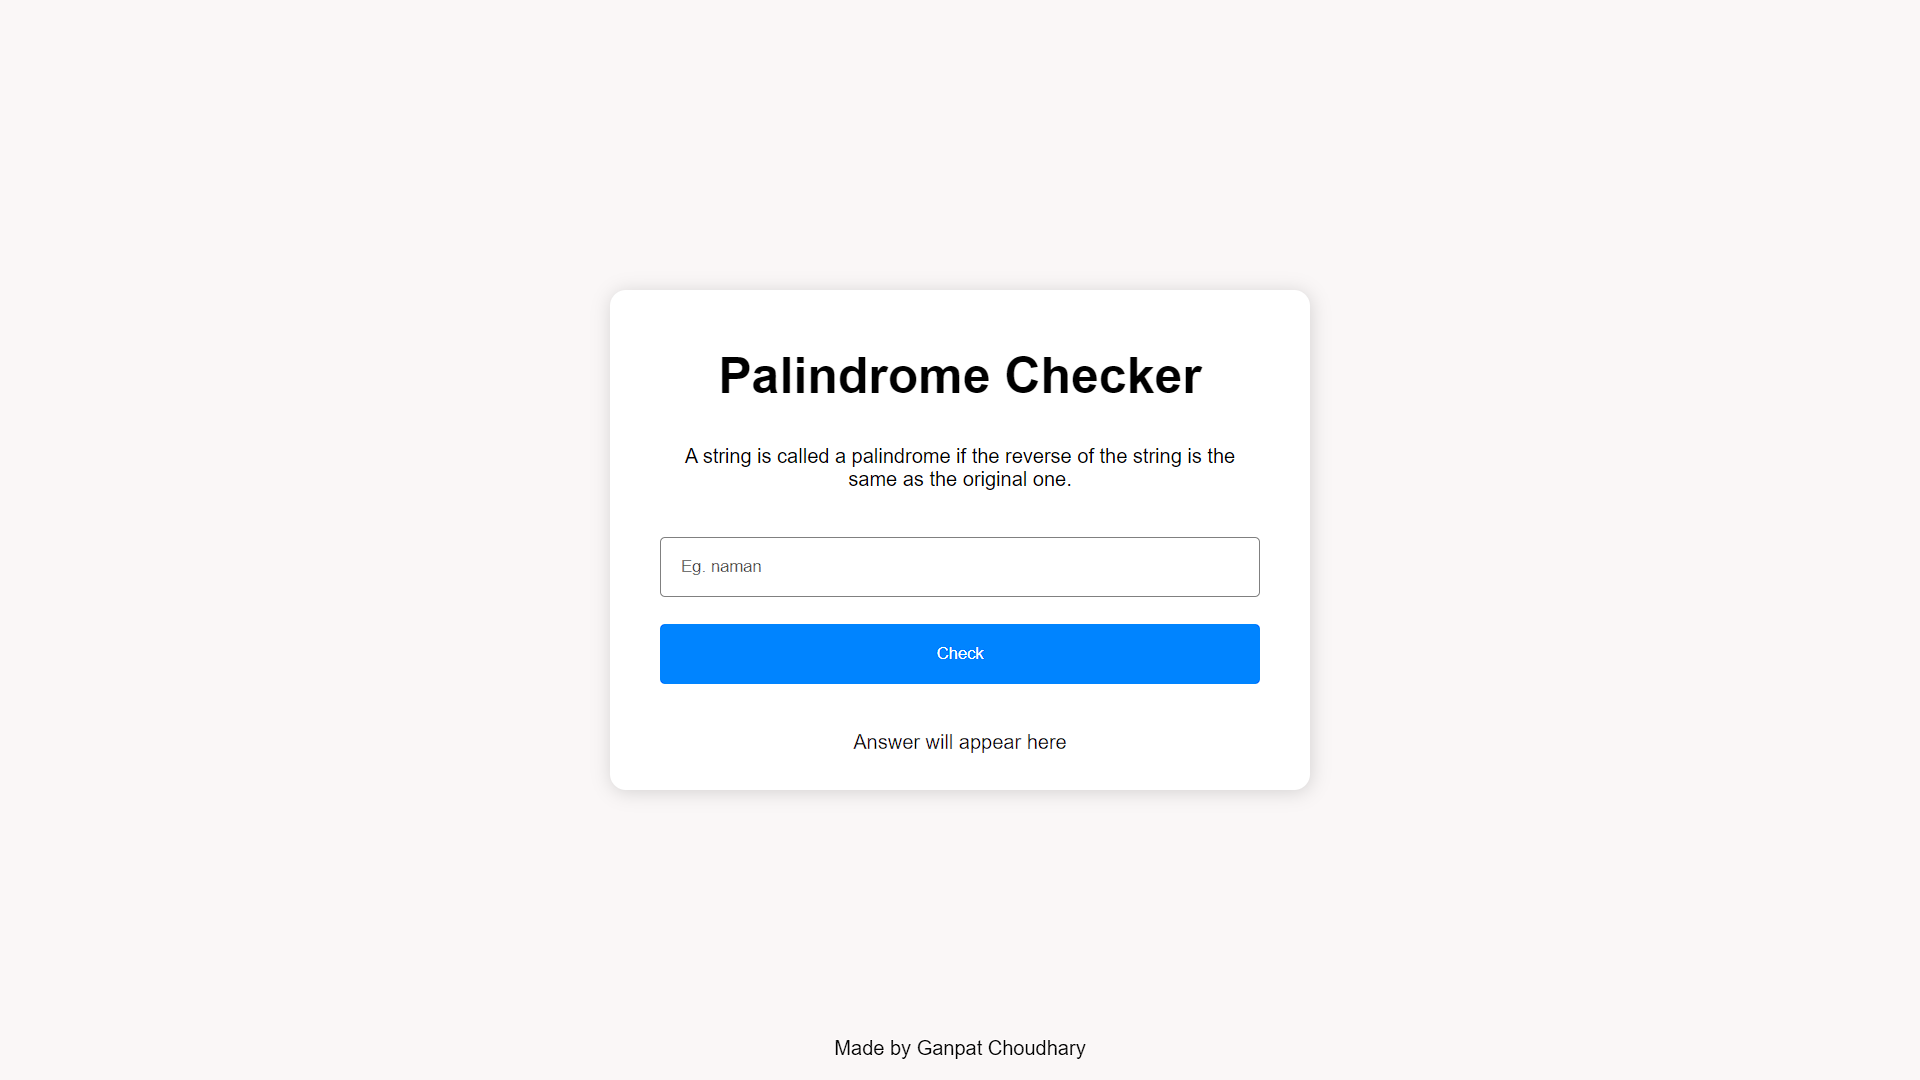 Palindrome Checker
A string is called a palindrome if the reverse of the string is the
same as the original one.
Eg. naman
Check
Answer will appear here
Made by Ganpat Choudhary